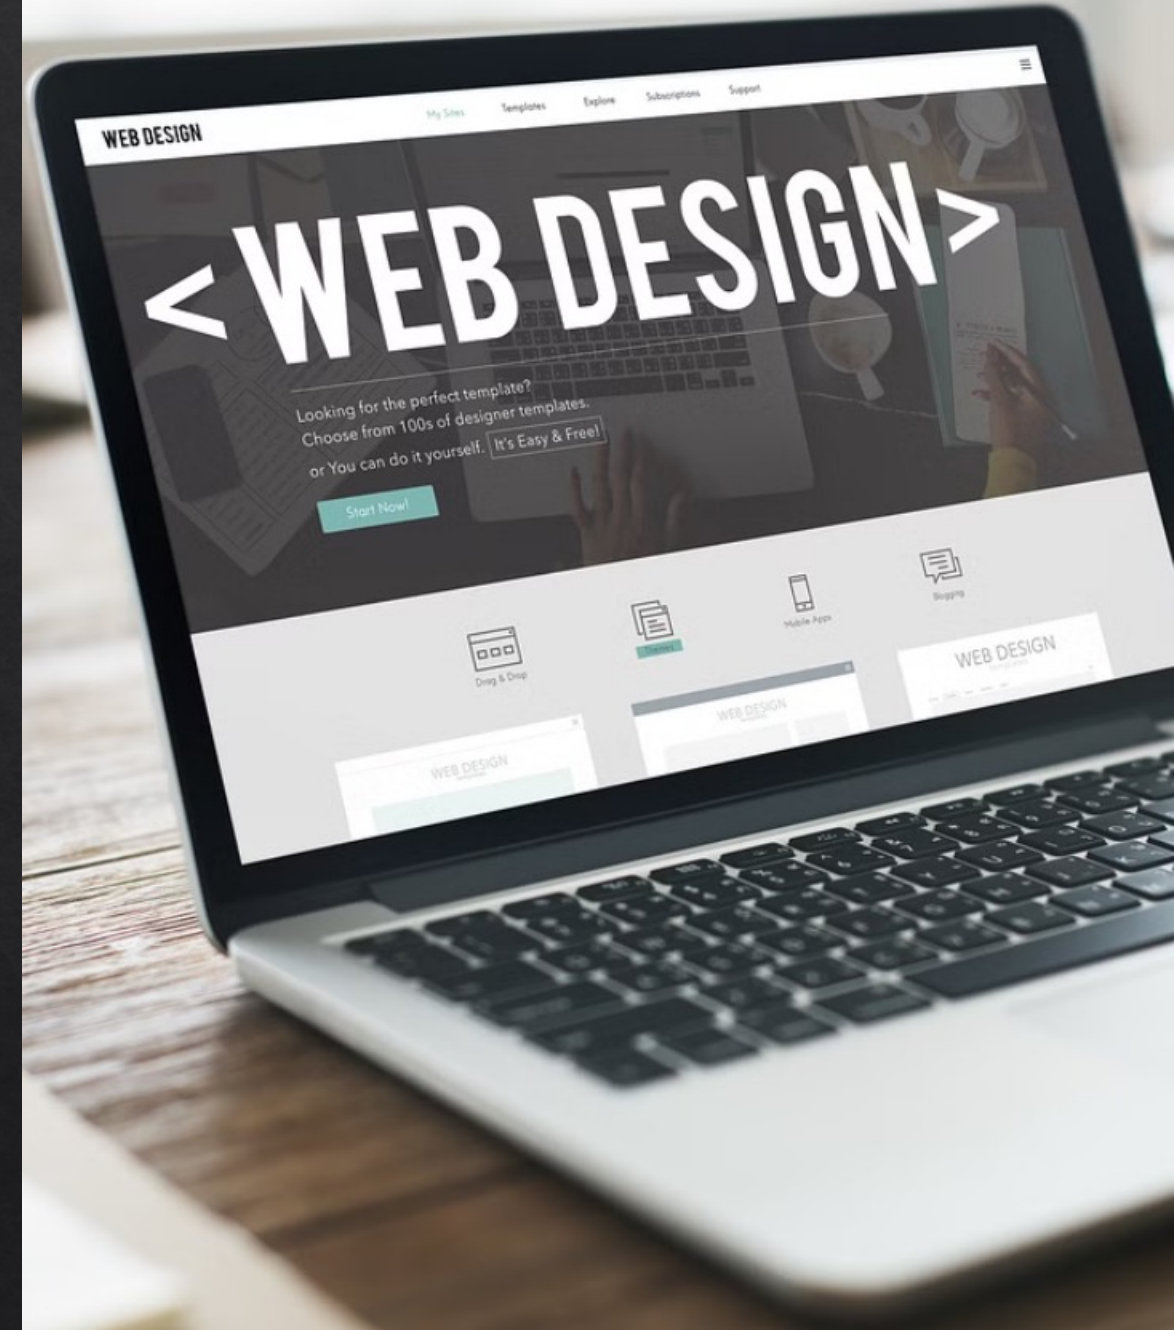 WEB DESIGN
My Sites Templates Explore Subscriptions Support
<WEB DESIGN>
Looking for the perfect template?
Choose from 100s of designer templates.
or You can do it yourself. It's Easy & Free!
Start Now!
Drag & Drop Themes Mobile Apps Blogging
WEB DESIGN
WEB DESIGN
WEB DESIGN